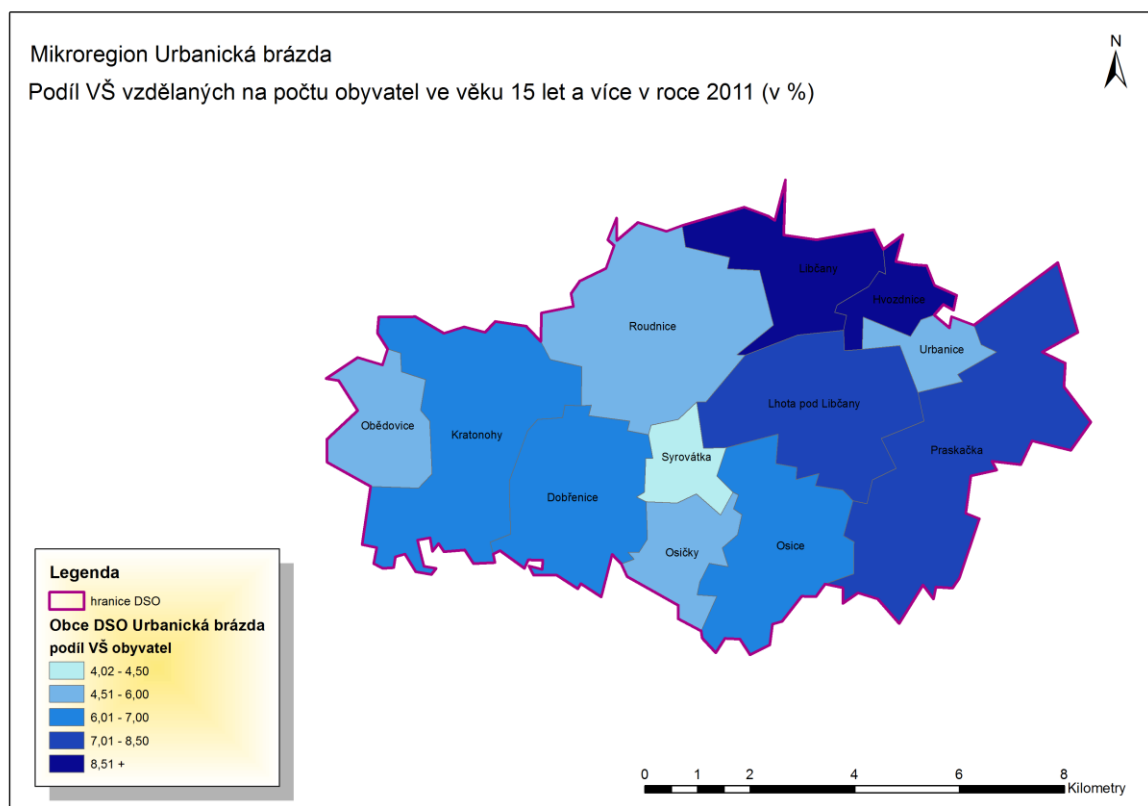 Mikroregion Urbanická brázda
Podíl VŠ vzdělaných na počtu obyvatel ve věku 15 let a více v roce 2011 (v %)
N
Libčany
Hvozdnice
Roudnice
Urbanice
Lhota pod Libčany
Obědovice
Kratonohy
Praskačka
Syrovátka
Dobřenice
Osičky
Osice
Legenda
hranice DSO
Obce DSO Urbanická brázda
podíl VŠ obyvatel
4,02 - 4,50
4,51 - 6,00
6,01 - 7,00
7,01 - 8,50
8,51 +
0 1 2 4 6 8
Kilometry